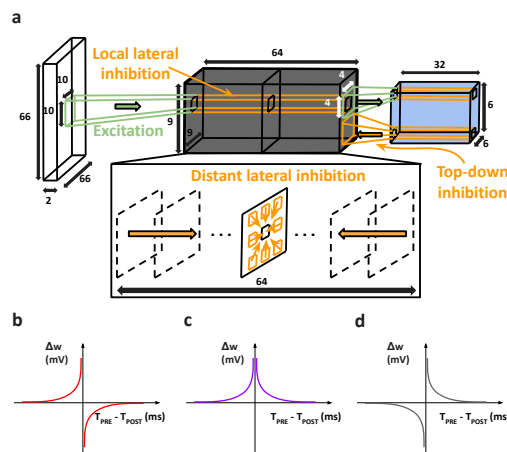 a
64
32
Local lateral
inhibition
10
4
10
66
4
9
6
Excitation
9
6
66
Top-down
inhibition
2
Distant lateral inhibition
... ...
64
b
c
d
Δw
(mV)
Δw
(mV)
Δw
(mV)
T_PRE - T_POST (ms)
T_PRE - T_POST (ms)
T_PRE - T_POST (ms)